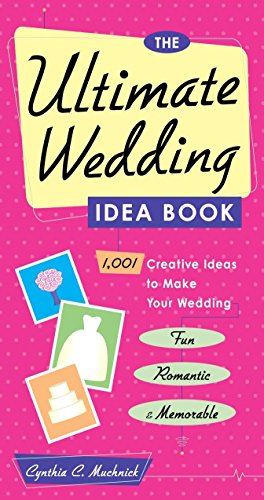 THE
Ultimate
Wedding
IDEA BOOK
1,001 Creative Ideas
to Make
Your Wedding
Fun
Romantic
& Memorable
Cynthia C. Muchnick